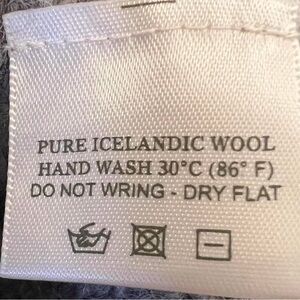 PURE ICELANDIC WOOL
HAND WASH 30°C (86° F)
DO NOT WRING - DRY FLAT